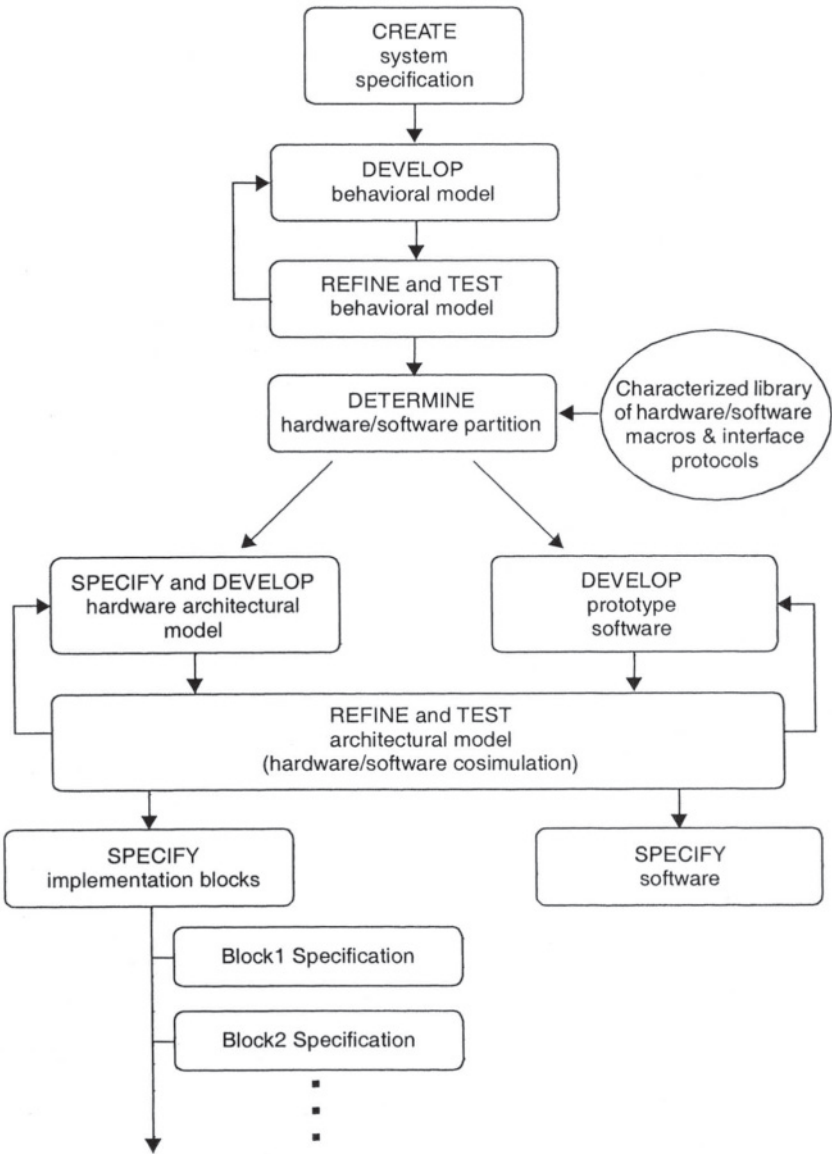 CREATE
system
specification
DEVELOP
behavioral model
REFINE and TEST
behavioral model
DETERMINE
hardware/software partition
Characterized library
of hardware/software
macros & interface
protocols
SPECIFY and DEVELOP
hardware architectural
model
DEVELOP
prototype
software
REFINE and TEST
architectural model
(hardware/software cosimulation)
SPECIFY
implementation blocks
SPECIFY
software
Block1 Specification
Block2 Specification